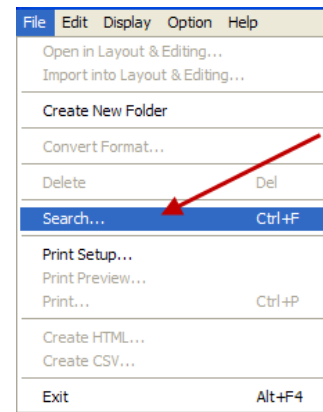 File Edit Display Option Help
Open in Layout & Editing...
Import into Layout & Editing...
Create New Folder
Convert Format...
Delete Del
Search... Ctrl+F
Print Setup...
Print Preview...
Print... Ctrl+P
Create HTML...
Create CSV...
Exit Alt+F4